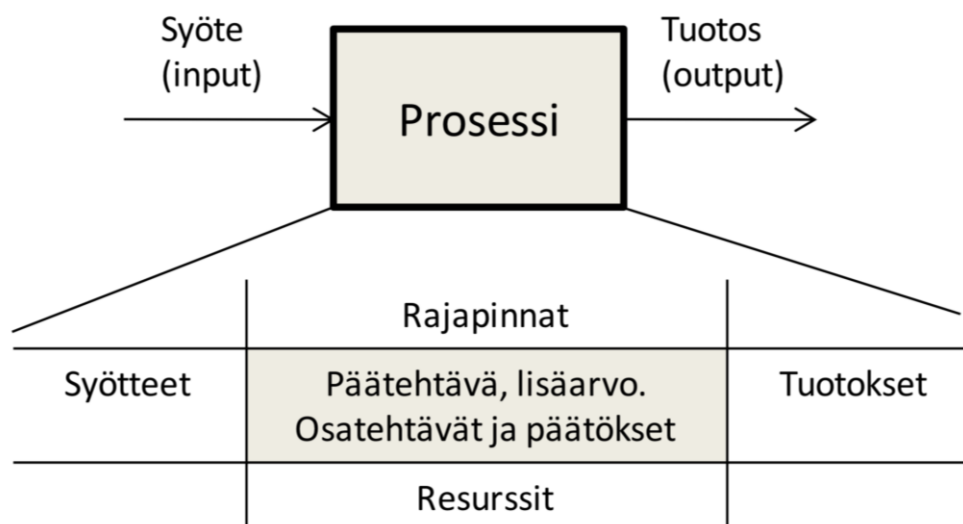 Syöte
(input)
Tuotos
(output)
Prosessi
Rajapinnat
Syötteet
Päätehtävä, lisäarvo.
Osatehtävät ja päätökset
Tuotokset
Resurssit